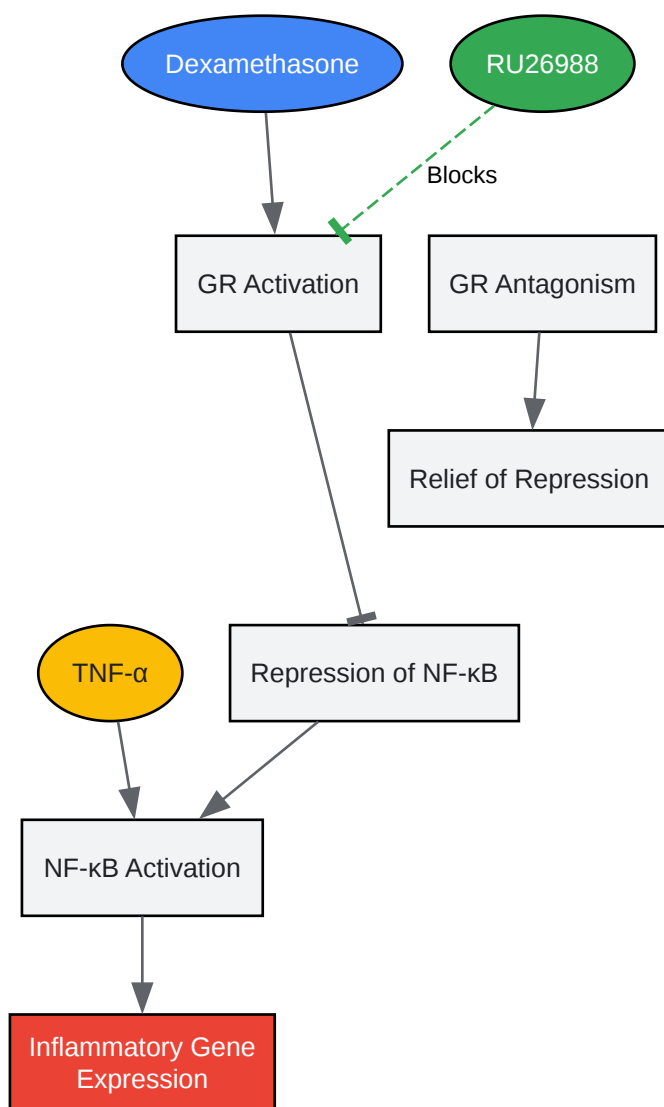 Dexamethasone
RU26988
Blocks
GR Activation
GR Antagonism
Relief of Repression
TNF-α
Repression of NF-κB
NF-κB Activation
Inflammatory Gene
Expression